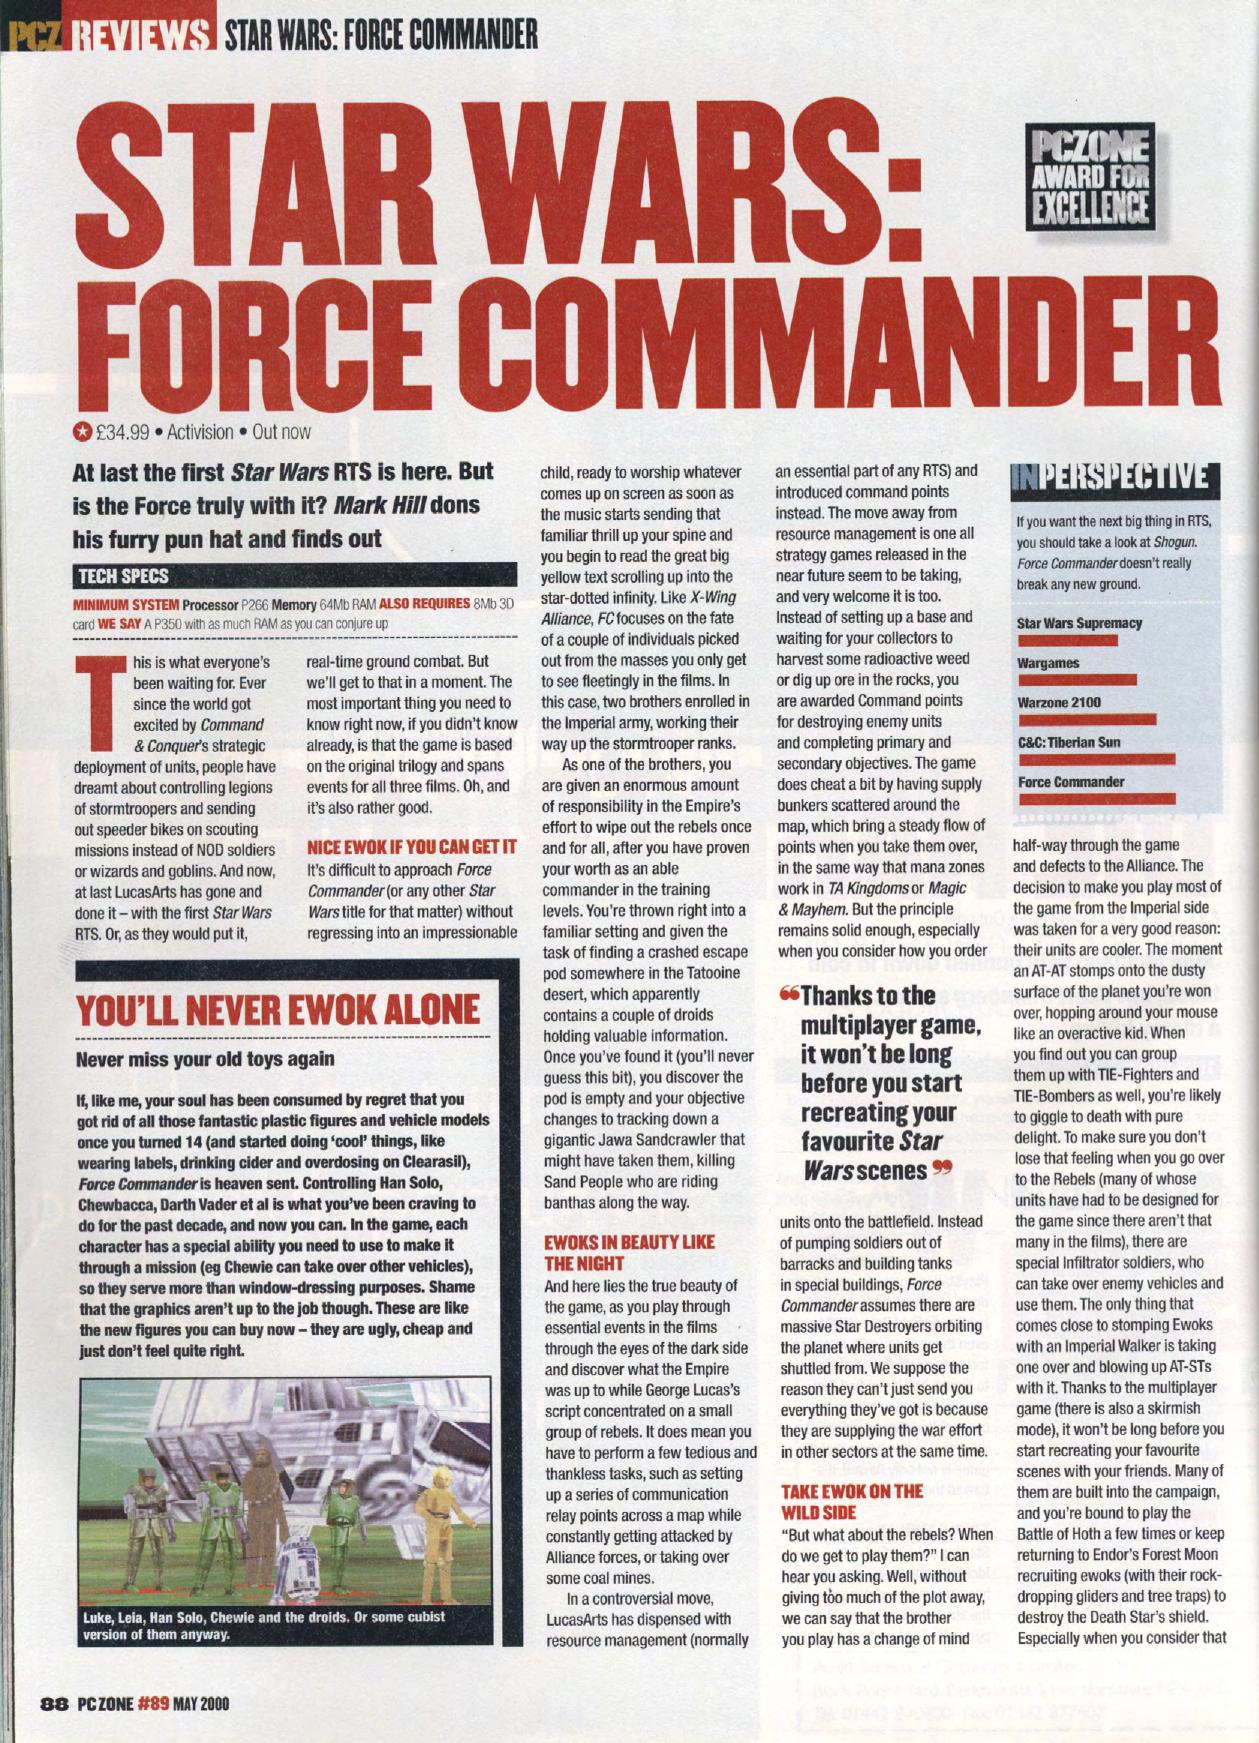 PCZ REVIEWS STAR WARS: FORCE COMMANDER
STAR WARS:
FORCE COMMANDER
PCZONE
AWARD FOR
EXCELLENCE
£34.99 • Activision • Out now
At last the first Star Wars RTS is here. But
is the Force truly with it? Mark Hill dons
his furry pun hat and finds out
TECH SPECS
MINIMUM SYSTEM Processor P266 Memory 64Mb RAM ALSO REQUIRES 8Mb 3D
card WE SAY A P350 with as much RAM as you can conjure up
This is what everyone's
been waiting for. Ever
since the world got
excited by Command
& Conquer's strategic
deployment of units, people have
dreamt about controlling legions
of stormtroopers and sending
out speeder bikes on scouting
missions instead of NOD soldiers
or wizards and goblins. And now,
at last LucasArts has gone and
done it – with the first Star Wars
RTS. Or, as they would put it,
real-time ground combat. But
we'll get to that in a moment. The
most important thing you need to
know right now, if you didn't know
already, is that the game is based
on the original trilogy and spans
events for all three films. Oh, and
it's also rather good.
NICE EWOK IF YOU CAN GET IT
It's difficult to approach Force
Commander (or any other Star
Wars title for that matter) without
regressing into an impressionable
child, ready to worship whatever
comes up on screen as soon as
the music starts sending that
familiar thrill up your spine and
you begin to read the great big
yellow text scrolling up into the
star-dotted infinity. Like X-Wing
Alliance, FC focuses on the fate
of a couple of individuals picked
out from the masses you only get
to see fleetingly in the films. In
this case, two brothers enrolled in
the Imperial army, working their
way up the stormtrooper ranks.
As one of the brothers, you
are given an enormous amount
of responsibility in the Empire's
effort to wipe out the rebels once
and for all, after you have proven
your worth as an able
commander in the training
levels. You're thrown right into a
familiar setting and given the
task of finding a crashed escape
pod somewhere in the Tatooine
desert, which apparently
contains a couple of droids
holding valuable information.
Once you've found it (you'll never
guess this bit), you discover the
pod is empty and your objective
changes to tracking down a
gigantic Jawa Sandcrawler that
might have taken them, killing
Sand People who are riding
banthas along the way.
EWOKS IN BEAUTY LIKE
THE NIGHT
And here lies the true beauty of
the game, as you play through
essential events in the films
through the eyes of the dark side
and discover what the Empire
was up to while George Lucas's
script concentrated on a small
group of rebels. It does mean you
have to perform a few tedious and
thankless tasks, such as setting
up a series of communication
relay points across a map while
constantly getting attacked by
Alliance forces, or taking over
some coal mines.
In a controversial move,
LucasArts has dispensed with
resource management (normally
an essential part of any RTS) and
introduced command points
instead. The move away from
resource management is one all
strategy games released in the
near future seem to be taking,
and very welcome it is too.
Instead of setting up a base and
waiting for your collectors to
harvest some radioactive weed
or dig up ore in the rocks, you
are awarded Command points
for destroying enemy units
and completing primary and
secondary objectives. The game
does cheat a bit by having supply
bunkers scattered around the
map, which bring a steady flow of
points when you take them over,
in the same way that mana zones
work in TA Kingdoms or Magic
& Mayhem. But the principle
remains solid enough, especially
when you consider how you order
“Thanks to the
multiplayer game,
it won't be long
before you start
recreating your
favourite Star
Wars scenes”
units onto the battlefield. Instead
of pumping soldiers out of
barracks and building tanks
in special buildings, Force
Commander assumes there are
massive Star Destroyers orbiting
the planet where units get
shuttled from. We suppose the
reason they can't just send you
everything they've got is because
they are supplying the war effort
in other sectors at the same time.
TAKE EWOK ON THE
WILD SIDE
"But what about the rebels? When
do we get to play them?" I can
hear you asking. Well, without
giving too much of the plot away,
we can say that the brother
you play has a change of mind
INPERSPECTIVE
If you want the next big thing in RTS,
you should take a look at Shogun.
Force Commander doesn't really
break any new ground.
Star Wars Supremacy
Wargames
Warzone 2100
C&C: Tiberian Sun
Force Commander
half-way through the game
and defects to the Alliance. The
decision to make you play most of
the game from the Imperial side
was taken for a very good reason:
their units are cooler. The moment
an AT-AT stomps onto the dusty
surface of the planet you're won
over, hopping around your mouse
like an overactive kid. When
you find out you can group
them up with TIE-Fighters and
TIE-Bombers as well, you're likely
to giggle to death with pure
delight. To make sure you don't
lose that feeling when you go over
to the Rebels (many of whose
units have had to be designed for
the game since there aren't that
many in the films), there are
special Infiltrator soldiers, who
can take over enemy vehicles and
use them. The only thing that
comes close to stomping Ewoks
with an Imperial Walker is taking
one over and blowing up AT-STs
with it. Thanks to the multiplayer
game (there is also a skirmish
mode), it won't be long before you
start recreating your favourite
scenes with your friends. Many of
them are built into the campaign,
and you're bound to play the
Battle of Hoth a few times or keep
returning to Endor's Forest Moon
recruiting ewoks (with their rock-
dropping gliders and tree traps) to
destroy the Death Star's shield.
Especially when you consider that
YOU'LL NEVER EWOK ALONE
Never miss your old toys again
If, like me, your soul has been consumed by regret that you
got rid of all those fantastic plastic figures and vehicle models
once you turned 14 (and started doing 'cool' things, like
wearing labels, drinking cider and overdosing on Clearasil),
Force Commander is heaven sent. Controlling Han Solo,
Chewbacca, Darth Vader et al is what you've been craving to
do for the past decade, and now you can. In the game, each
character has a special ability you need to use to make it
through a mission (eg Chewie can take over other vehicles),
so they serve more than window-dressing purposes. Shame
that the graphics aren't up to the job though. These are like
the new figures you can buy now – they are ugly, cheap and
just don't feel quite right.
Luke, Leia, Han Solo, Chewie and the droids. Or some cubist
version of them anyway.
88 PC ZONE #89 MAY 2000